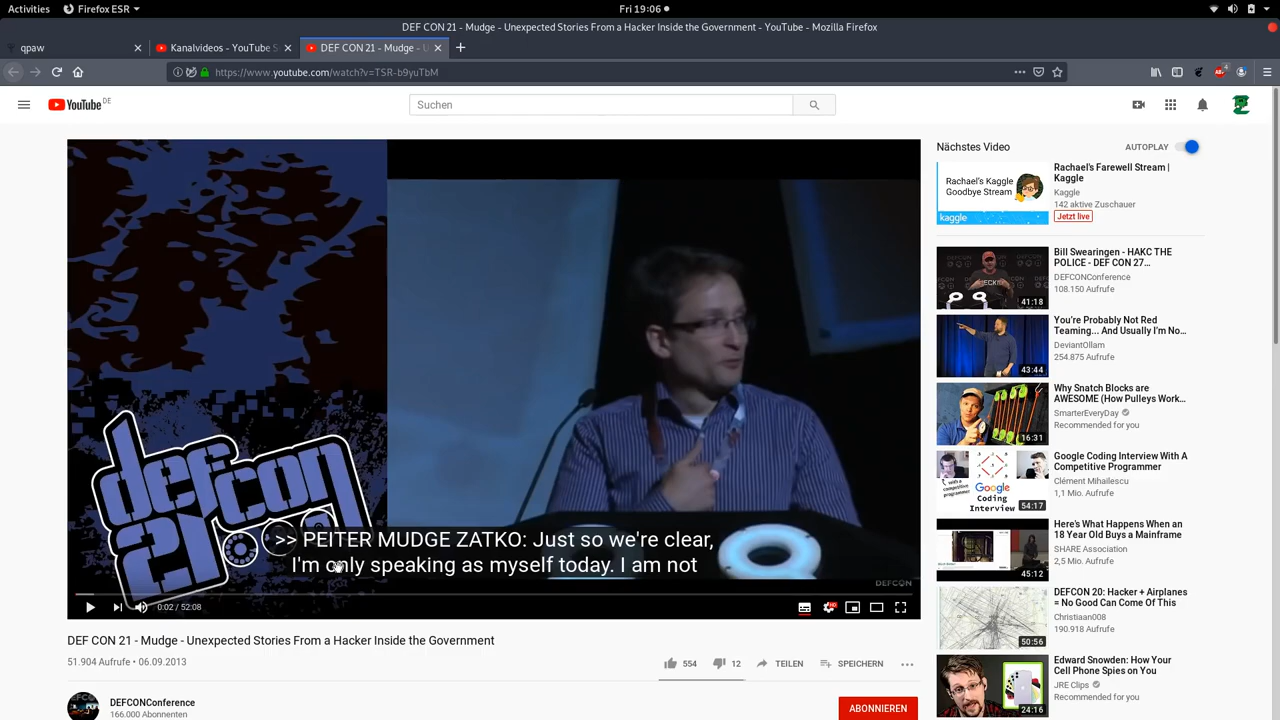 Activities
Firefox ESR
Fri 19:06
DEF CON 21 - Mudge - Unexpected Stories From a Hacker Inside the Government - YouTube - Mozilla Firefox
qpaw
Kanalvideos - YouTube S
DEF CON 21 - Mudge - U
https://www.youtube.com/watch?v=TSR-b9yuTbM
ABP
4
YouTube DE
Suchen
defcon
21
>> PEITER MUDGE ZATKO: Just so we're clear,
I'm only speaking as myself today. I am not
DEFCON
0:02 / 52:08
HD
DEF CON 21 - Mudge - Unexpected Stories From a Hacker Inside the Government
51.904 Aufrufe • 06.09.2013
554
12
TEILEN
SPEICHERN
DEFCONConference
166.000 Abonnenten
ABONNIEREN
Nächstes Video
AUTOPLAY
Rachael's Kaggle
Goodbye Stream
kaggle
Rachael's Farewell Stream |
Kaggle
Kaggle
142 aktive Zuschauer
Jetzt live
41:18
Bill Swearingen - HAKC THE
POLICE - DEF CON 27...
DEFCONConference
108.150 Aufrufe
43:44
You're Probably Not Red
Teaming... And Usually I'm No...
DeviantOllam
254.875 Aufrufe
16:31
Why Snatch Blocks are
AWESOME (How Pulleys Work...
SmarterEveryDay
Recommended for you
with a
competitive
programmer
Google
Coding
Interview
54:17
Google Coding Interview With A
Competitive Programmer
Clément Mihailescu
1,1 Mio. Aufrufe
45:12
Here's What Happens When an
18 Year Old Buys a Mainframe
SHARE Association
2,5 Mio. Aufrufe
50:56
DEFCON 20: Hacker + Airplanes
= No Good Can Come Of This
Christiaan008
190.918 Aufrufe
24:16
Edward Snowden: How Your
Cell Phone Spies on You
JRE Clips
Recommended for you